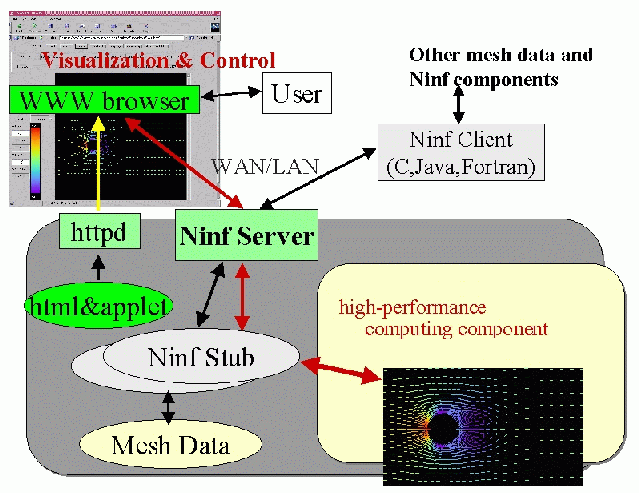 Visualization & Control
Other mesh data and
Ninf components
WWW browser
User
Ninf Client
(C,Java,Fortran)
WAN/LAN
httpd
Ninf Server
html&applet
high-performance
computing component
Ninf Stub
Mesh Data